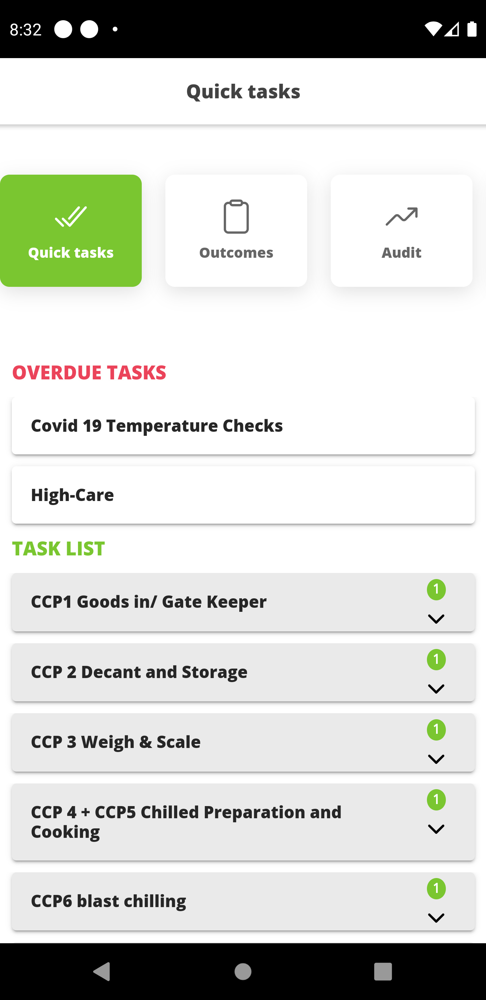 8:32
Quick tasks
Quick tasks
Outcomes
Audit
OVERDUE TASKS
Covid 19 Temperature Checks
High-Care
TASK LIST
CCP1 Goods in/ Gate Keeper
1
CCP 2 Decant and Storage
1
CCP 3 Weigh & Scale
1
CCP 4 + CCP5 Chilled Preparation and
Cooking
1
CCP6 blast chilling
1